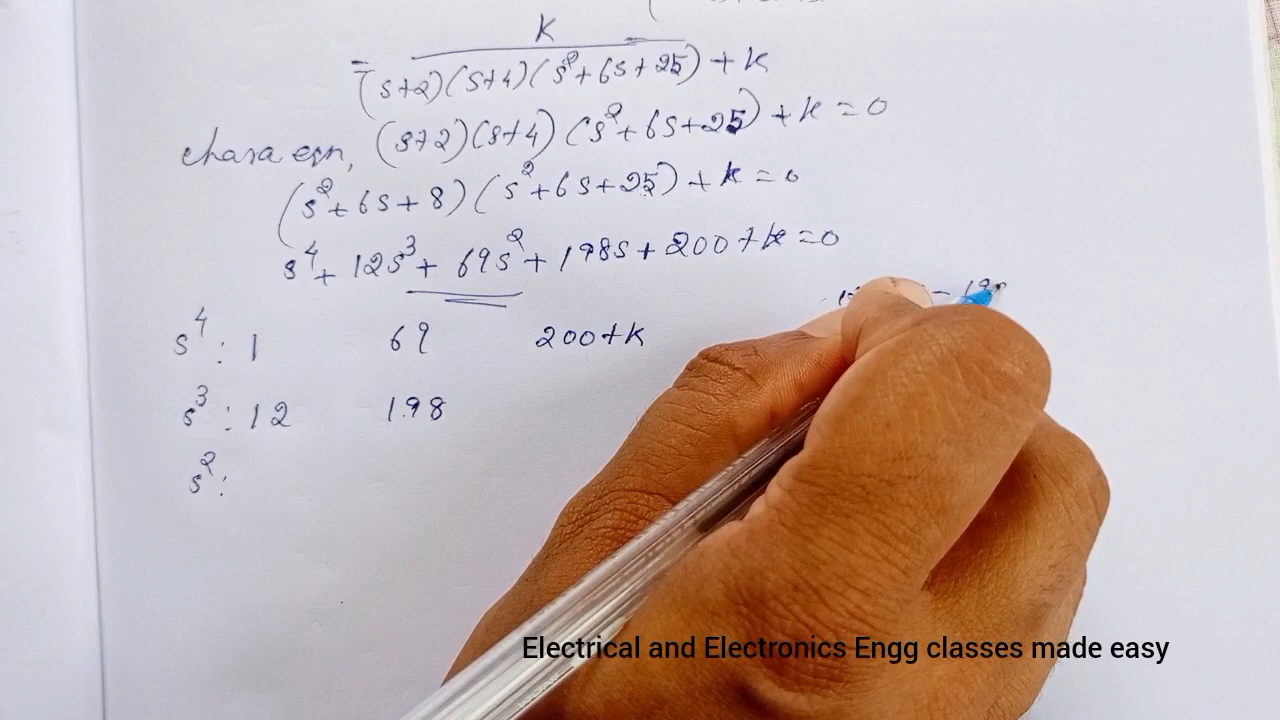 K
= (s+2)(s+4)(s²+6s+25)+k
chara eqn, (s+2)(s+4)(s²+6s+25)+k=0
(s²+6s+8)(s²+6s+25)+k=0
s⁴+12s³+69s²+198s+200+k=0
s⁴: 1 69 200+k
s³: 12 198
s²:
Electrical and Electronics Engg classes made easy